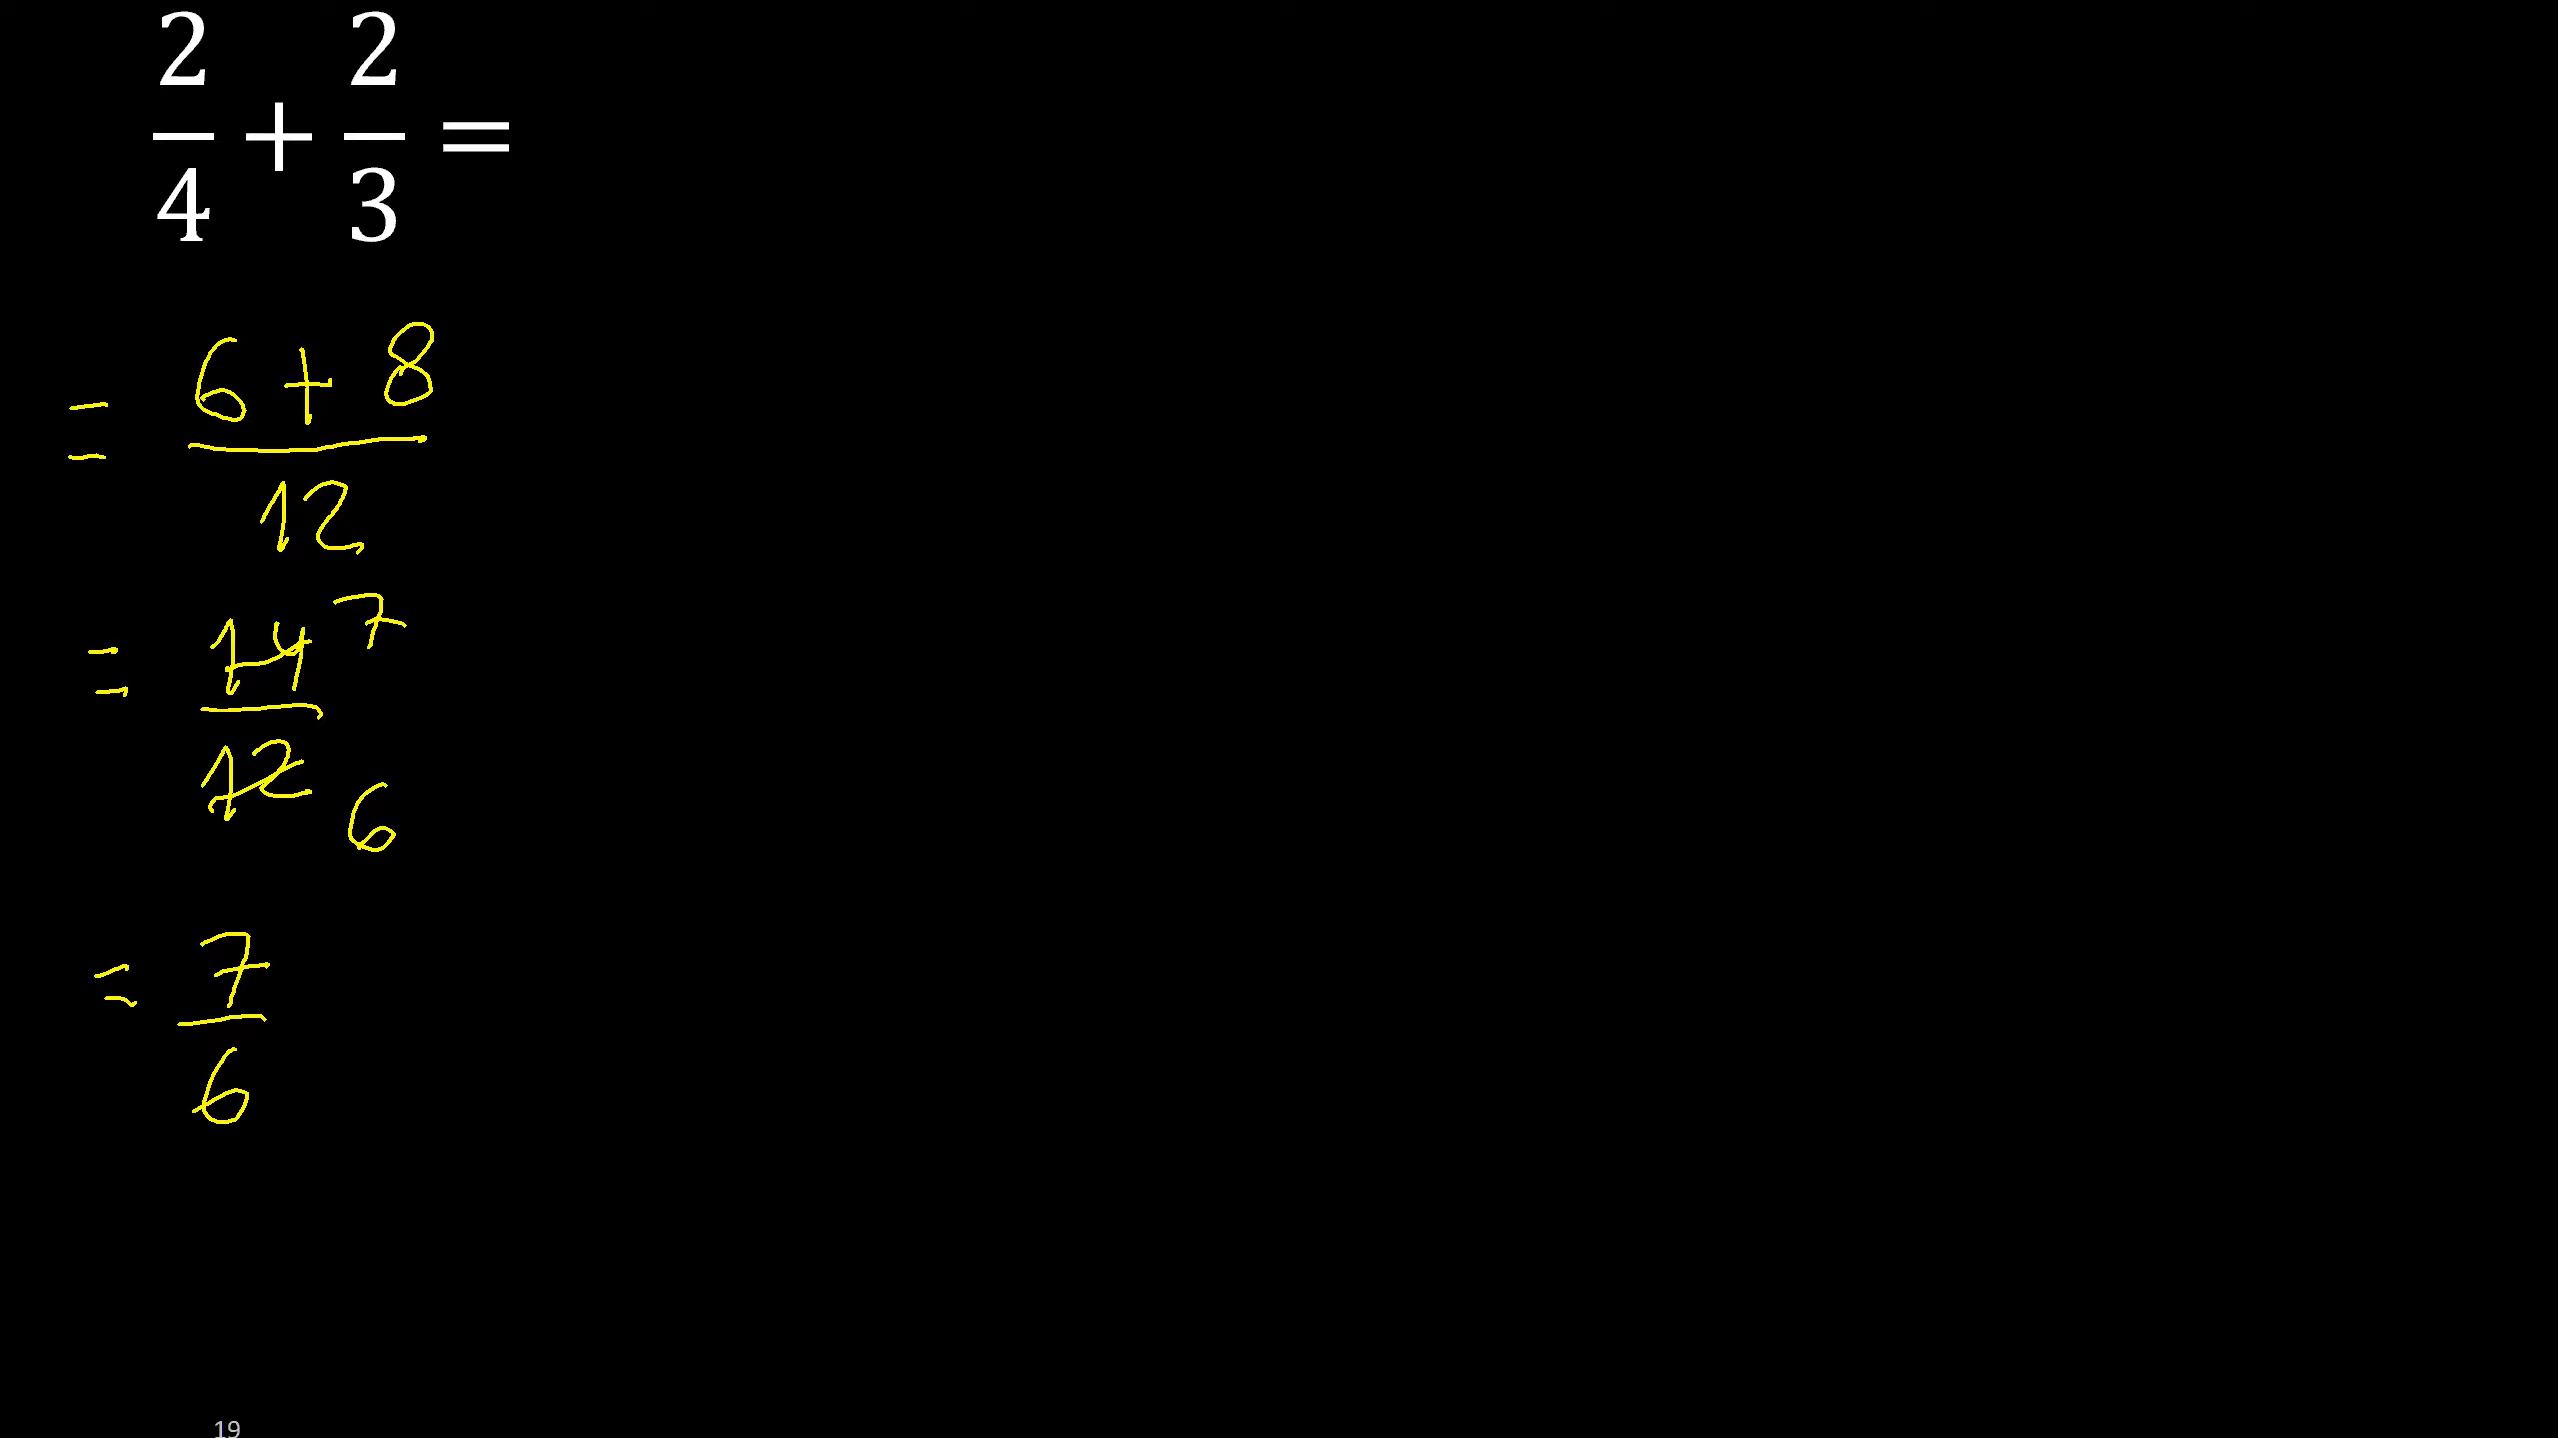 2/4 + 2/3 =
= (6 + 8)/12
= 14/12 7 6
= 7/6
19